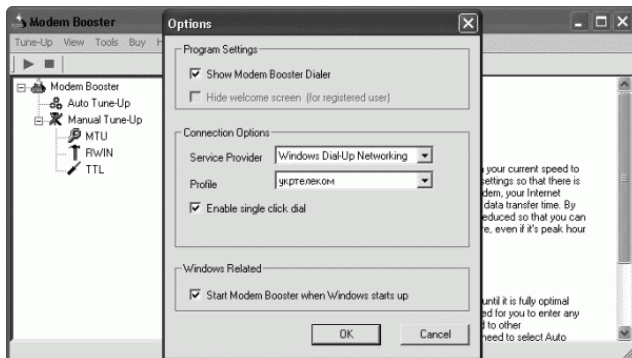 Modem Booster
Tune-Up View Tools Buy
Modem Booster
Auto Tune-Up
Manual Tune-Up
MTU
RWIN
TTL
Options
Program Settings
Show Modem Booster Dialer
Hide welcome screen (for registered user)
Connection Options
Service Provider Windows Dial-Up Networking
Profile укртелеком
Enable single click dial
Windows Related
Start Modem Booster when Windows starts up
OK Cancel
your current speed to
settings so that there is
dem, your Internet
data transfer time. By
educed so that you can
re, even if it's peak hour
until it is fully optimal
ed for you to enter any
to other
need to select Auto